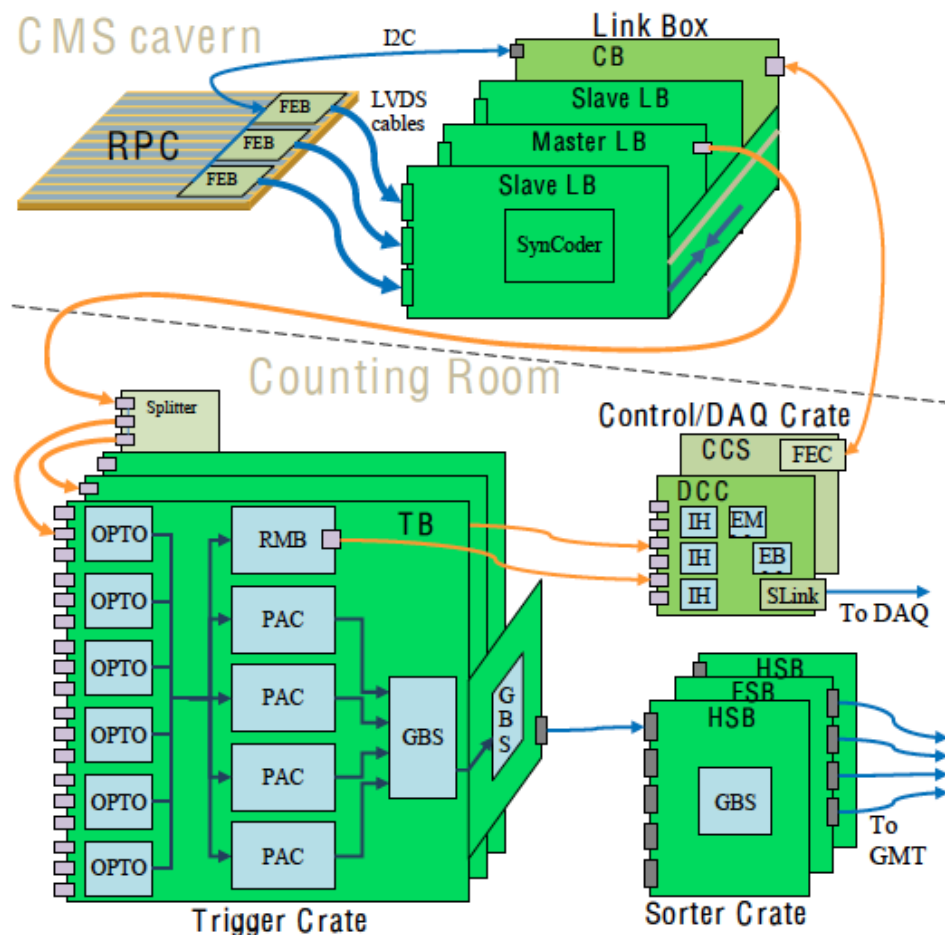 CMS cavern
I2C
Link Box
CB
Slave LB
Master LB
Slave LB
SynCoder
LVDS
cables
FEB
FEB
FEB
RPC
Counting Room
Splitter
Control/DAQ Crate
CCS
FEC
DCC
IH
IH
IH
EM
EB
SLink
To DAQ
TB
OPTO
OPTO
OPTO
OPTO
OPTO
OPTO
RMB
PAC
PAC
PAC
PAC
GBS
GBS
Trigger Crate
HSB
FSB
HSB
GBS
To
GMT
Sorter Crate